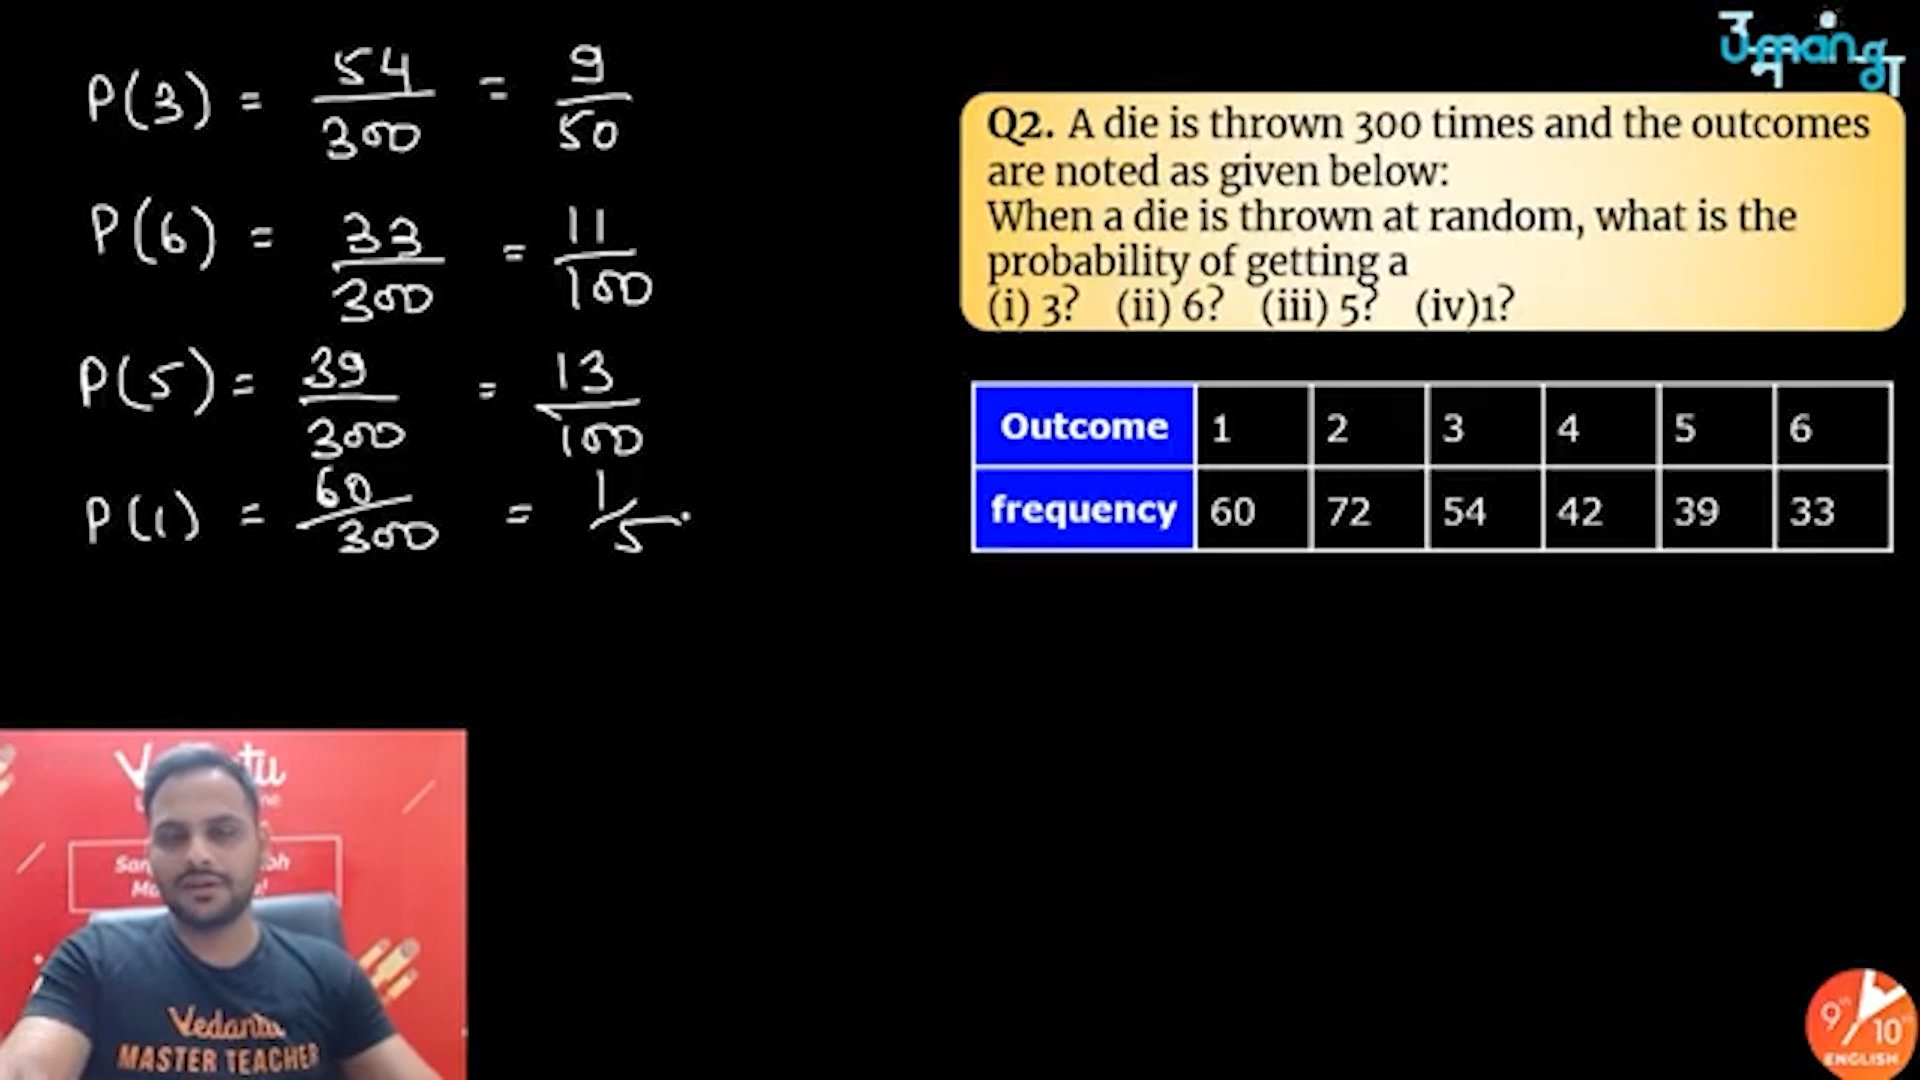 P(3) = 54/300 = 9/50
P(6) = 33/300 = 11/100
P(5) = 39/300 = 13/100
P(1) = 60/300 = 1/5
Q2. A die is thrown 300 times and the outcomes
are noted as given below:
When a die is thrown at random, what is the
probability of getting a
(i) 3? (ii) 6? (iii) 5? (iv)1?
Outcome 1 2 3 4 5 6
frequency 60 72 54 42 39 33
Vedantu
MASTER TEACHER
9th
10th
ENGLISH